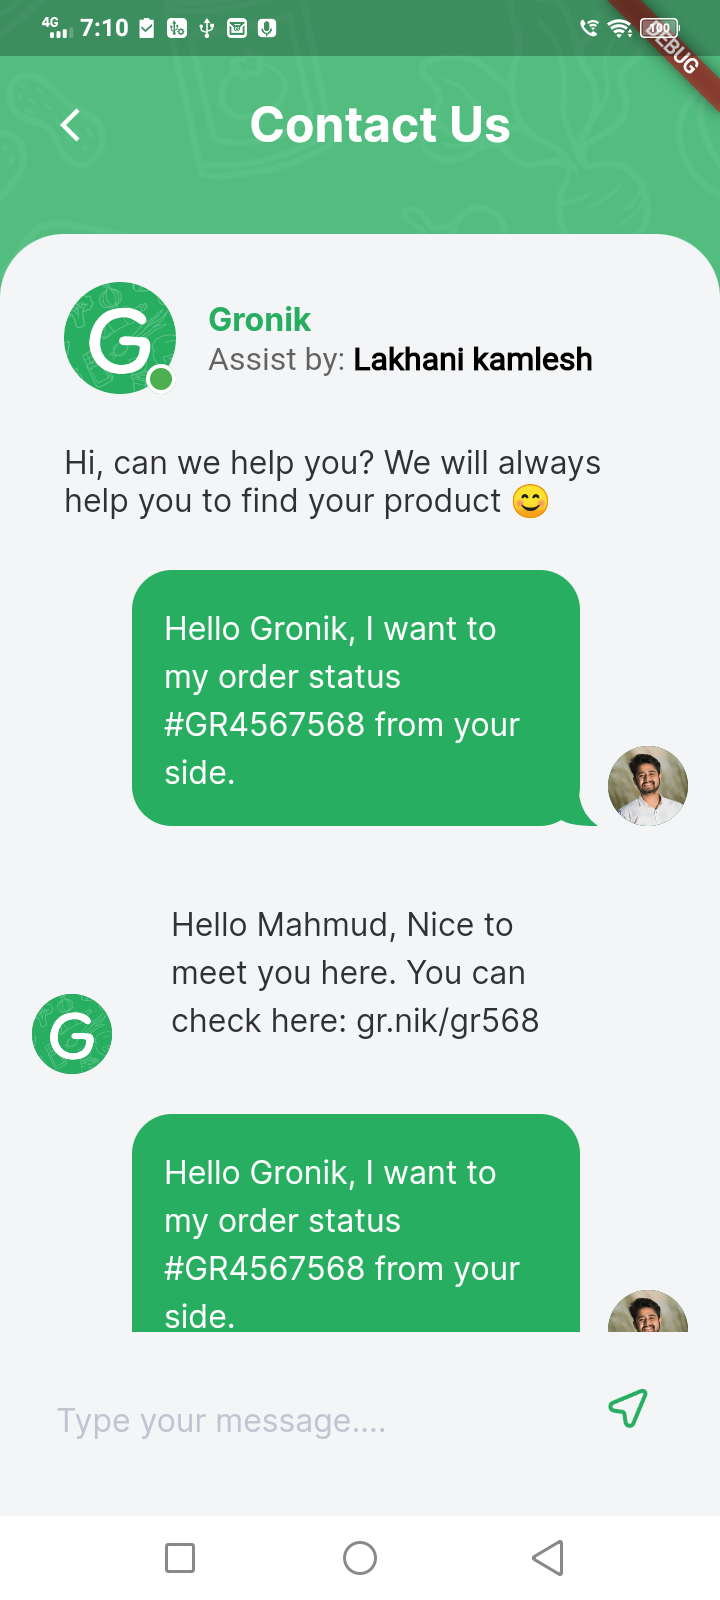 4G 7:10 100
DEBUG
Contact Us
G
Gronik
Assist by: Lakhani kamlesh
Hi, can we help you? We will always
help you to find your product 😊
Hello Gronik, I want to
my order status
#GR4567568 from your
side.
Hello Mahmud, Nice to
meet you here. You can
check here: gr.nik/gr568
G
Hello Gronik, I want to
my order status
#GR4567568 from your
side.
Type your message....